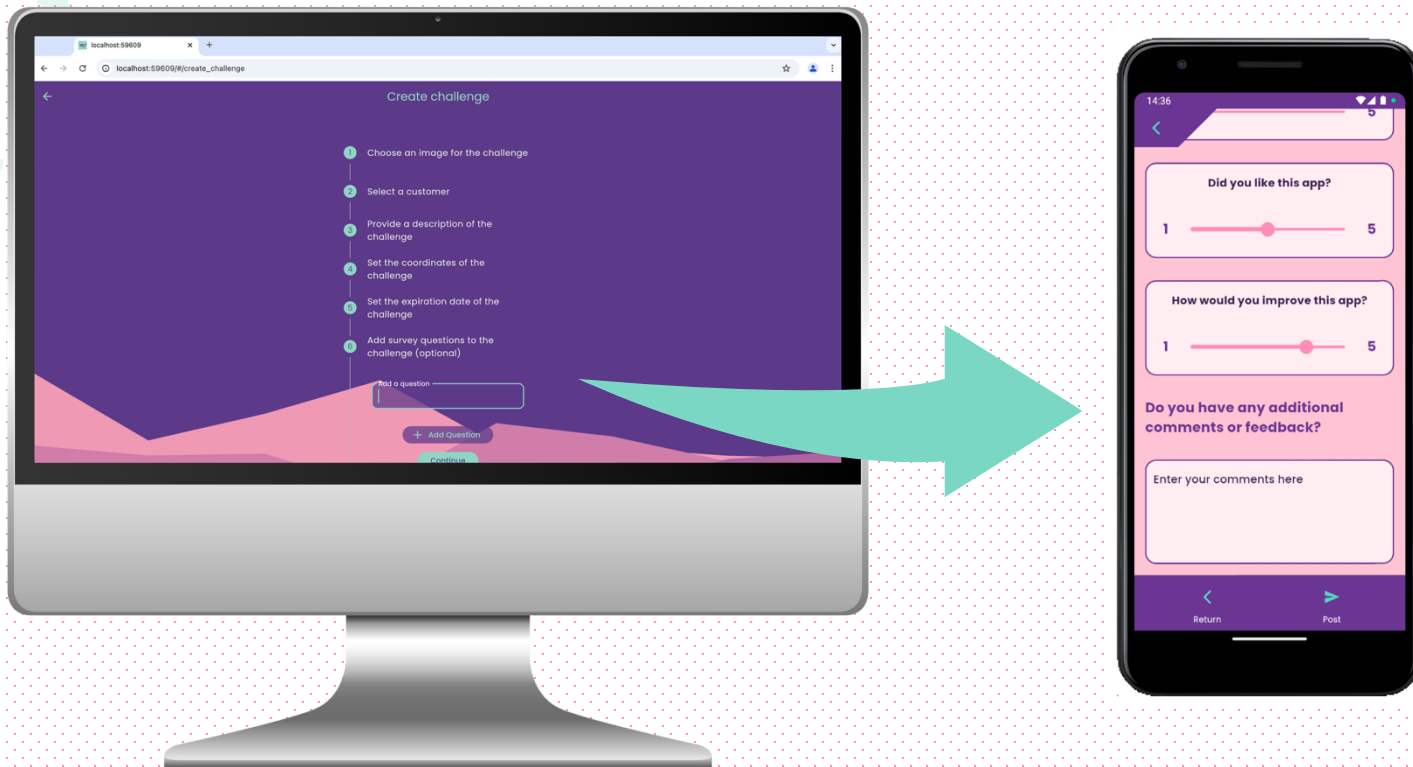 localhost:59609
localhost:59609/#/create_challenge
Create challenge
1 Choose an image for the challenge
2 Select a customer
3 Provide a description of the
challenge
4 Set the coordinates of the
challenge
5 Set the expiration date of the
challenge
6 Add survey questions to the
challenge (optional)
Add a question
+ Add Question
Continue
14:36
5
Did you like this app?
1 5
How would you improve this app?
1 5
Do you have any additional
comments or feedback?
Enter your comments here
Return Post